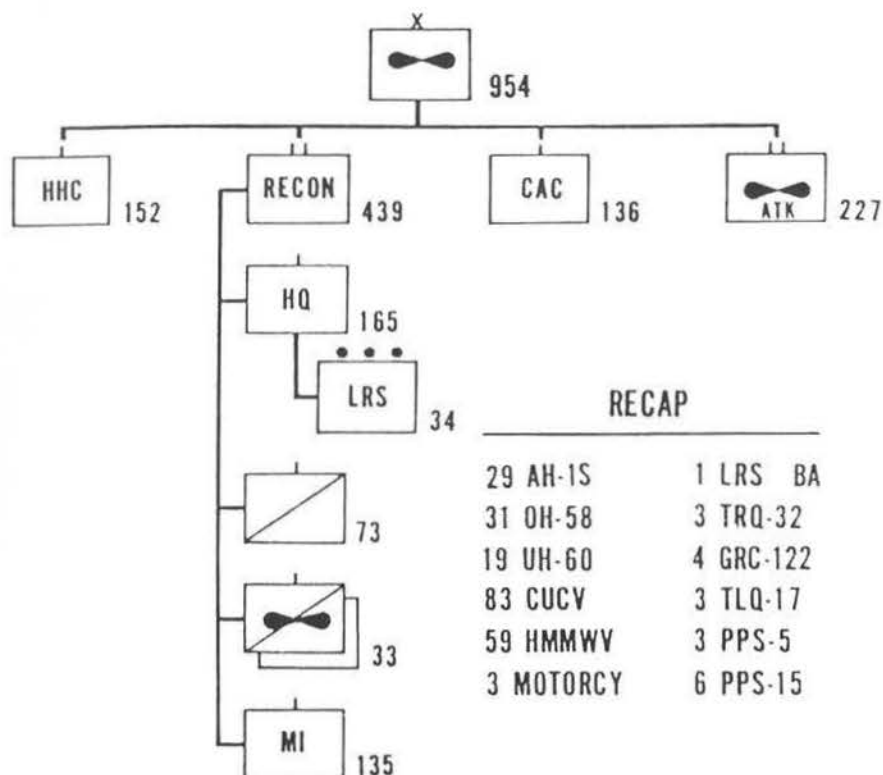 X
954
HHC
152
RECON
439
CAC
136
ATK
227
HQ
165
LRS
34
73
33
MI
135
RECAP
29 AH-1S 1 LRS BA
31 OH-58 3 TRQ-32
19 UH-60 4 GRC-122
83 CUCV 3 TLQ-17
59 HMMWV 3 PPS-5
3 MOTORCY 6 PPS-15